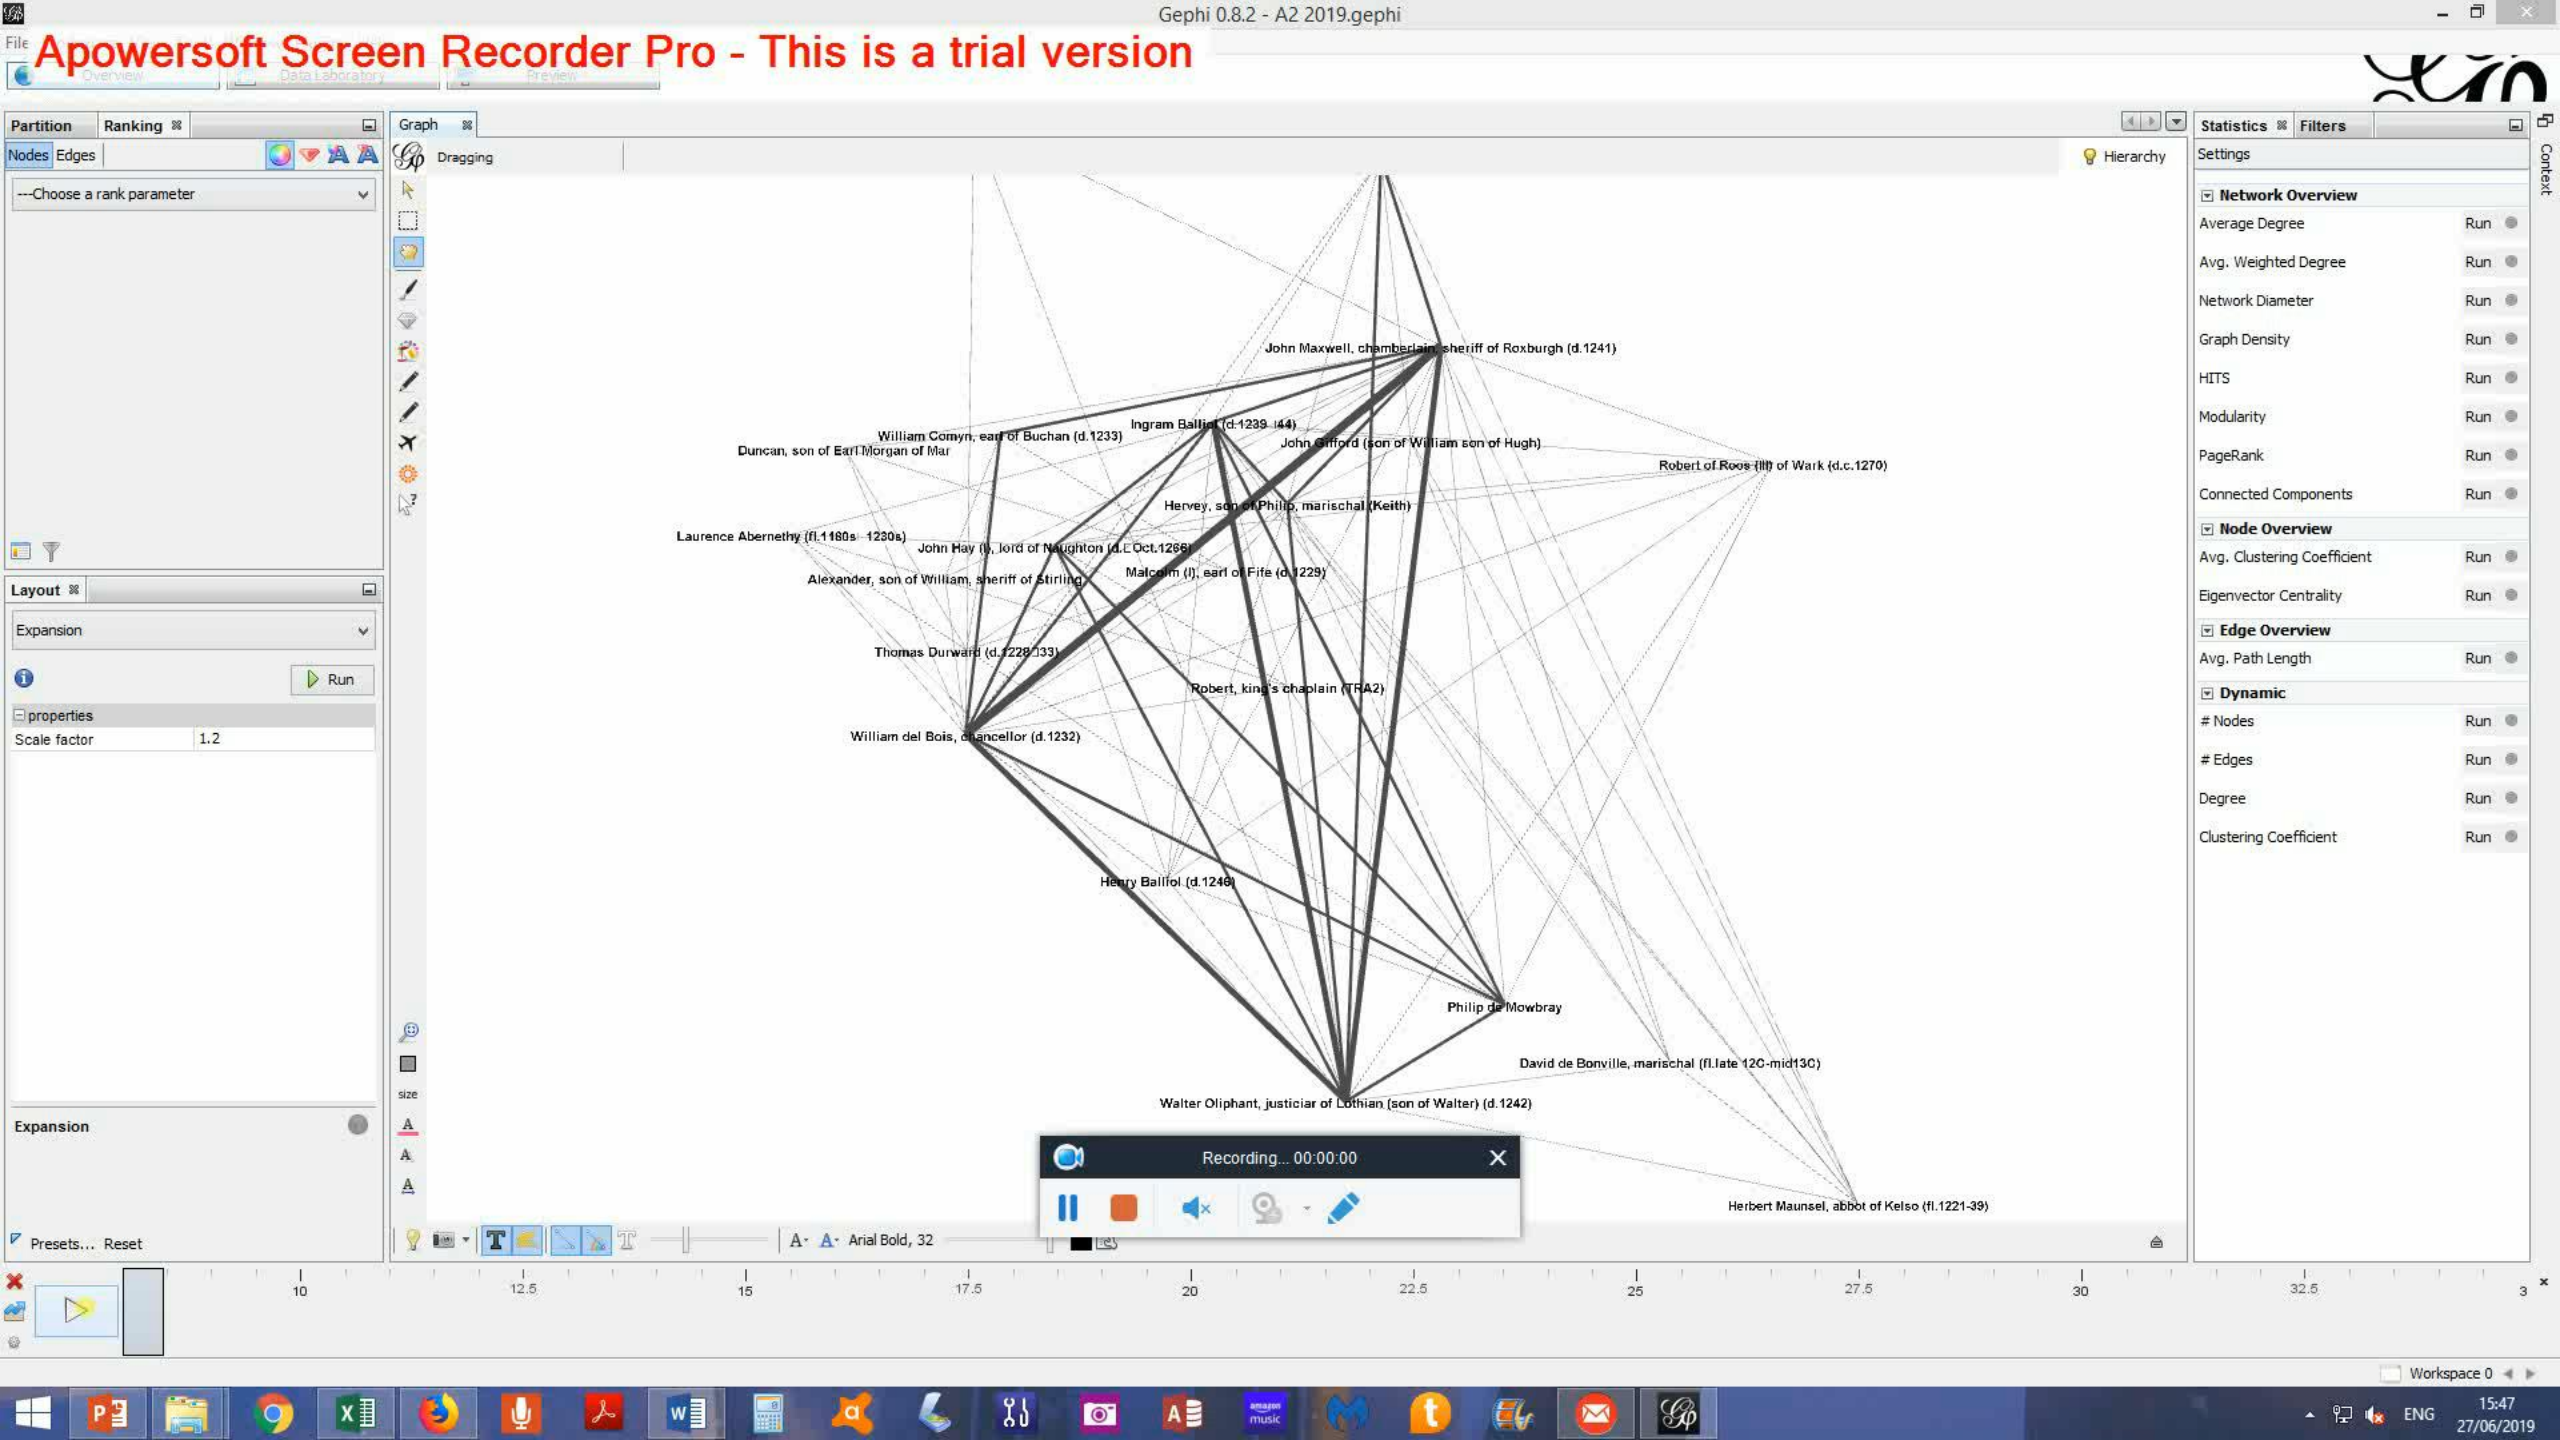 Gephi 0.8.2 - A2 2019.gephi
File
Apowersoft Screen Recorder Pro - This is a trial version
Overview
Data Laboratory
Preview
Partition
Ranking
Nodes Edges
---Choose a rank parameter
Graph
Dragging
Hierarchy
Statistics
Filters
Settings
Context
Network Overview
Average Degree Run
Avg. Weighted Degree Run
Network Diameter Run
Graph Density Run
HITS Run
Modularity Run
PageRank Run
Connected Components Run
Node Overview
Avg. Clustering Coefficient Run
Eigenvector Centrality Run
Edge Overview
Avg. Path Length Run
Dynamic
# Nodes Run
# Edges Run
Degree Run
Clustering Coefficient Run
John Maxwell, chamberlain, sheriff of Roxburgh (d.1241)
Ingram Balliol (d.1239 44)
William Comyn, earl of Buchan (d.1233)
John Gifford (son of William son of Hugh)
Duncan, son of Earl Morgan of Mar
Robert of Roos (III) of Wark (d.c.1270)
Hervey, son of Philip, marischal (Keith)
Laurence Abernethy (fl.1180s 1230s)
John Hay (I), lord of Naughton (d. Oct.1266)
Malcolm (I), earl of Fife (d.1229)
Alexander, son of William, sheriff of Stirling
Thomas Durward (d.1228 33)
Robert, king's chaplain (TRA2)
William del Bois, chancellor (d.1232)
Henry Balliol (d.1246)
Philip de Mowbray
David de Bonville, marischal (fl.late 12C-mid13C)
Walter Oliphant, justiciar of Lothian (son of Walter) (d.1242)
Herbert Maunsel, abbot of Kelso (fl.1221-39)
Layout
Expansion
Run
properties
Scale factor 1.2
Expansion
Presets... Reset
size
Recording... 00:00:00
Arial Bold, 32
10 12.5 15 17.5 20 22.5 25 27.5 30 32.5 3
Workspace 0
amazon
music
ENG
15:47
27/06/2019